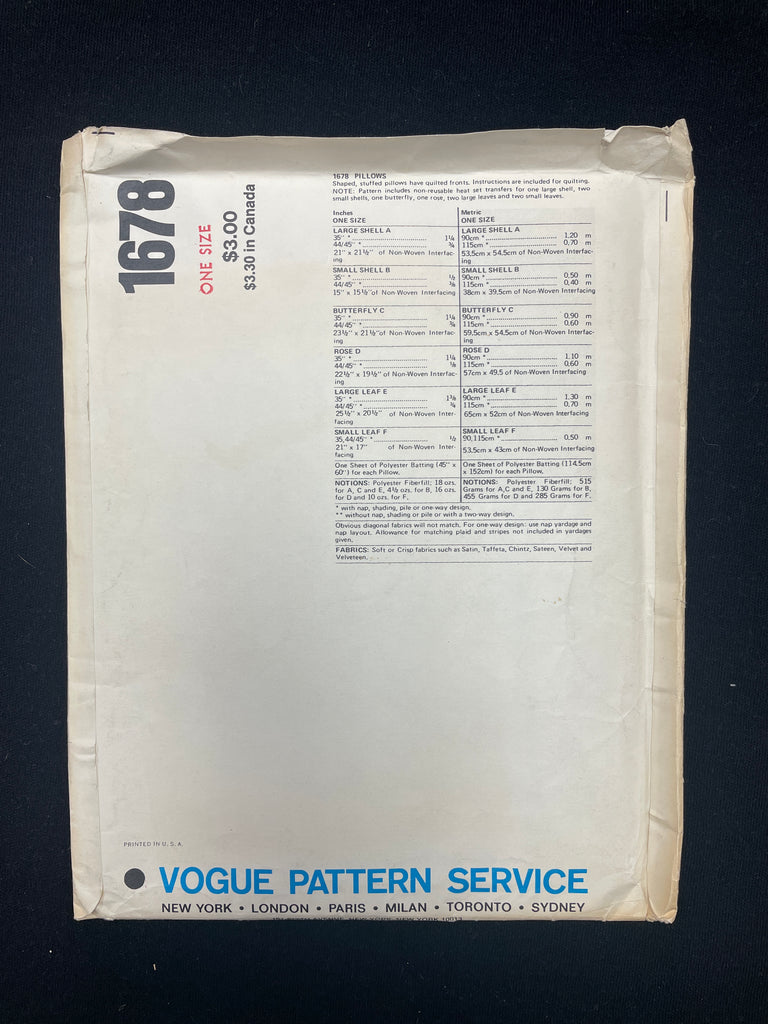 1678
ONE SIZE
$3.00
$3.30 in Canada
1678 PILLOWS
Shaped, stuffed pillows have quilted fronts. Instructions are included for quilting.
NOTE: Pattern includes non-reusable heat set transfers for one large shell, two
small shells, one butterfly, one rose, two large leaves and two small leaves.
Inches
ONE SIZE
LARGE SHELL A
35" * 1¼
44/45" * ¾
21" x 21½" of Non-Woven Interfac-
ing
SMALL SHELL B
35" * ½
44/45" * ⅜
15" x 15½" of Non-Woven Interfacing
BUTTERFLY C
35" * 1¼
44/45" * ¾
23½" x 21½" of Non-Woven Interfac-
ing
ROSE D
35" * 1¼
44/45" * ⅝
22½" x 19½" of Non-Woven Interfac-
ing
LARGE LEAF E
35" * 1⅜
44/45" * ¾
25½" x 20½" of Non-Woven Inter-
facing
SMALL LEAF F
35,44/45" * ½
21" x 17" of Non-Woven Inter-
facing
One Sheet of Polyester Batting (45" x
60") for each Pillow.
NOTIONS: Polyester Fiberfill: 18 ozs.
for A, C and E, 4½ ozs. for B, 16 ozs.
for D and 10 ozs. for F.
Metric
ONE SIZE
LARGE SHELL A
90cm * 1.20 m
115cm * 0.70 m
53.5cm x 54.5cm of Non-Woven Interfac-
ing
SMALL SHELL B
90cm * 0.50 m
115cm * 0.40 m
38cm x 39.5cm of Non-Woven Interfacing
BUTTERFLY C
90cm * 0.90 m
115cm * 0.60 m
59.5cm x 54.5cm of Non-Woven Interfac-
ing
ROSE D
90cm * 1.10 m
115cm * 0.60 m
57cm x 49.5 of Non-Woven Interfacing
LARGE LEAF E
90cm * 1.30 m
115cm * 0.70 m
65cm x 52cm of Non-Woven Interfacing
SMALL LEAF F
90,115cm * 0.50 m
53.5cm x 43cm of Non-Woven Interfacing
One Sheet of Polyester Batting (114.5cm
x 152cm) for each Pillow.
NOTIONS: Polyester Fiberfill; 515
Grams for A,C and E, 130 Grams for B,
455 Grams for D and 285 Grams for F.
* with nap, shading, pile or one-way design.
** without nap, shading or pile or with a two-way design.
Obvious diagonal fabrics will not match. For one-way design: use nap yardage and
nap layout. Allowance for matching plaid and stripes not included in yardages
given.
FABRICS: Soft or Crisp fabrics such as Satin, Taffeta, Chintz, Sateen, Velvet and
Velveteen.
PRINTED IN U. S. A.
VOGUE PATTERN SERVICE
NEW YORK • LONDON • PARIS • MILAN • TORONTO • SYDNEY